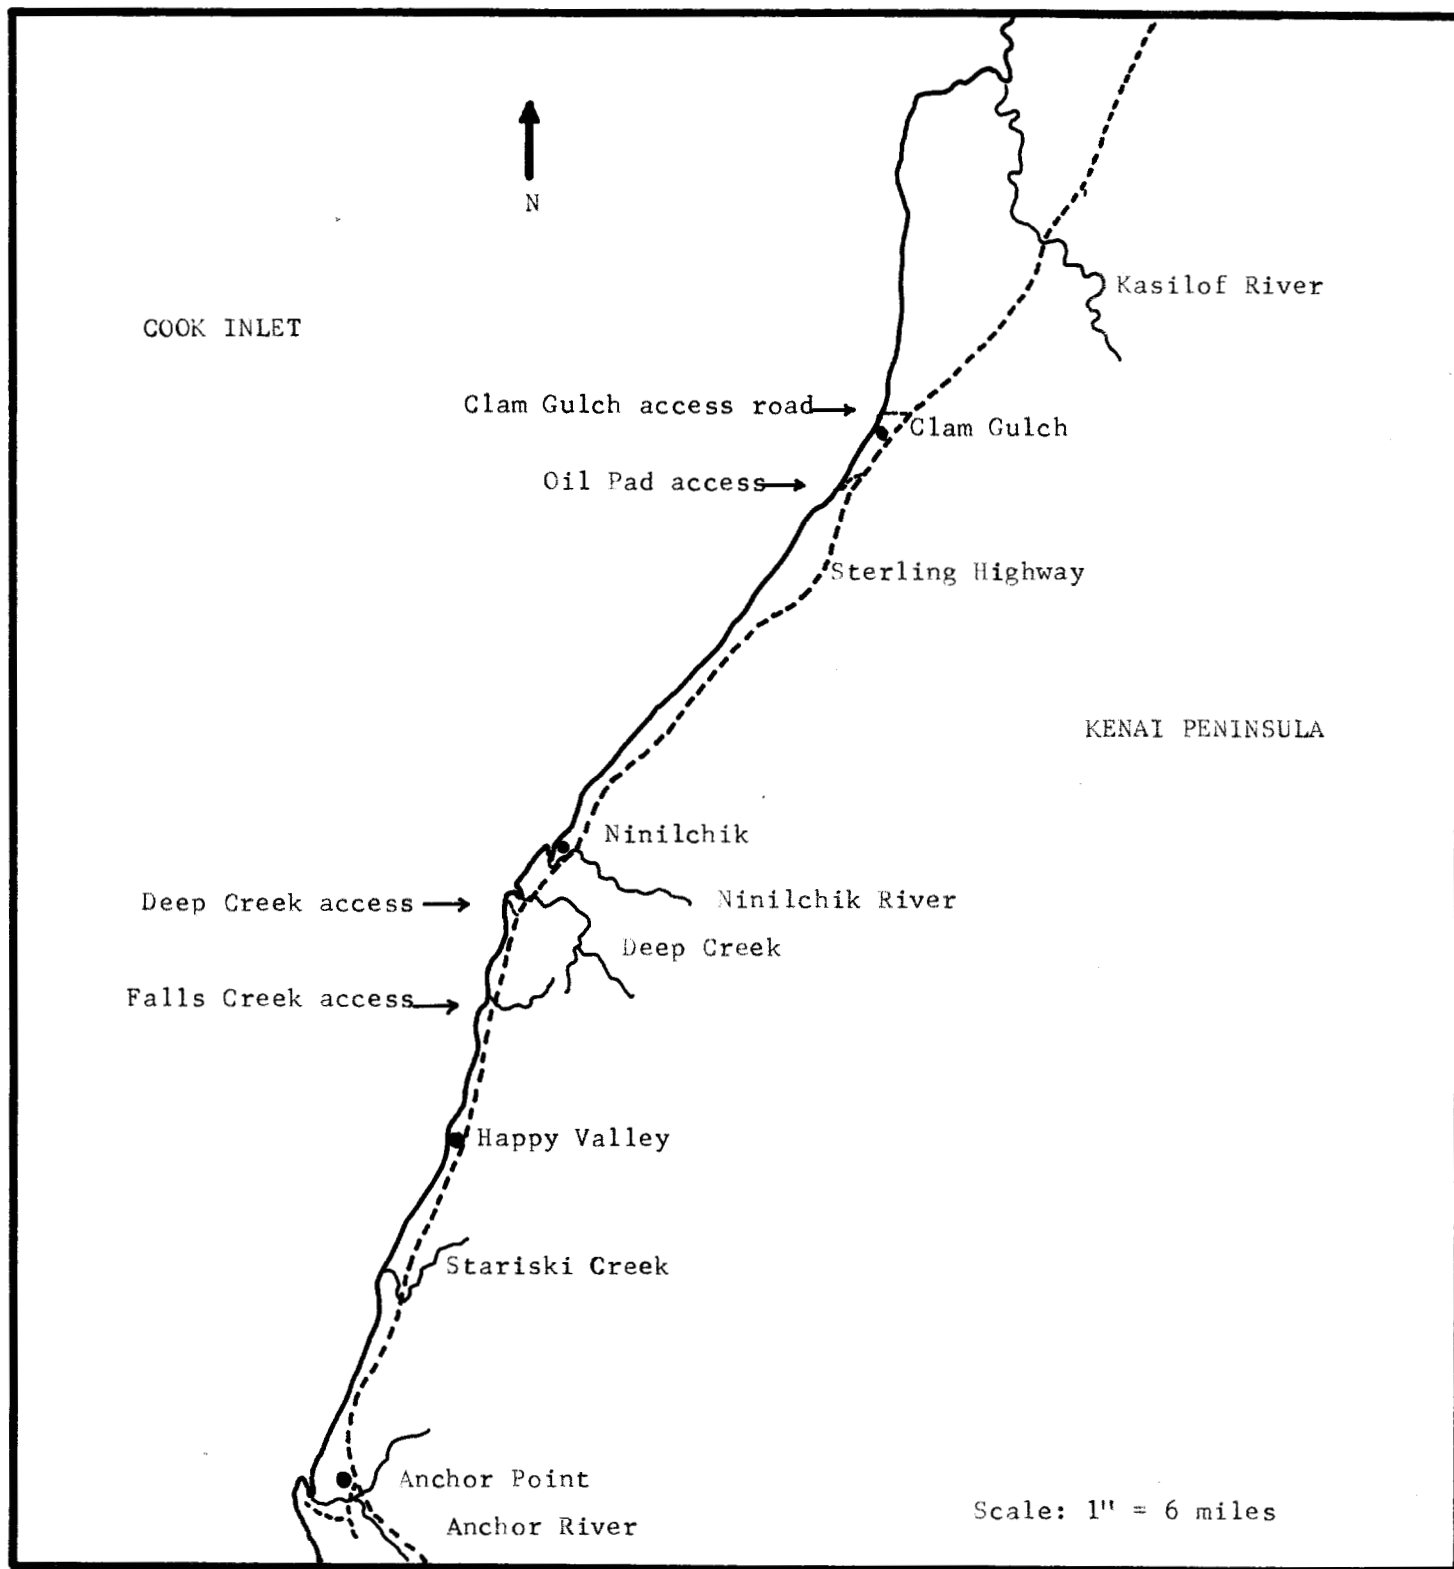 N
Kasilof River
COOK INLET
Clam Gulch access road
Clam Gulch
Oil Pad access
Sterling Highway
KENAI PENINSULA
Ninilchik
Deep Creek access
Ninilchik River
Deep Creek
Falls Creek access
Happy Valley
Stariski Creek
Anchor Point
Scale: 1" = 6 miles
Anchor River